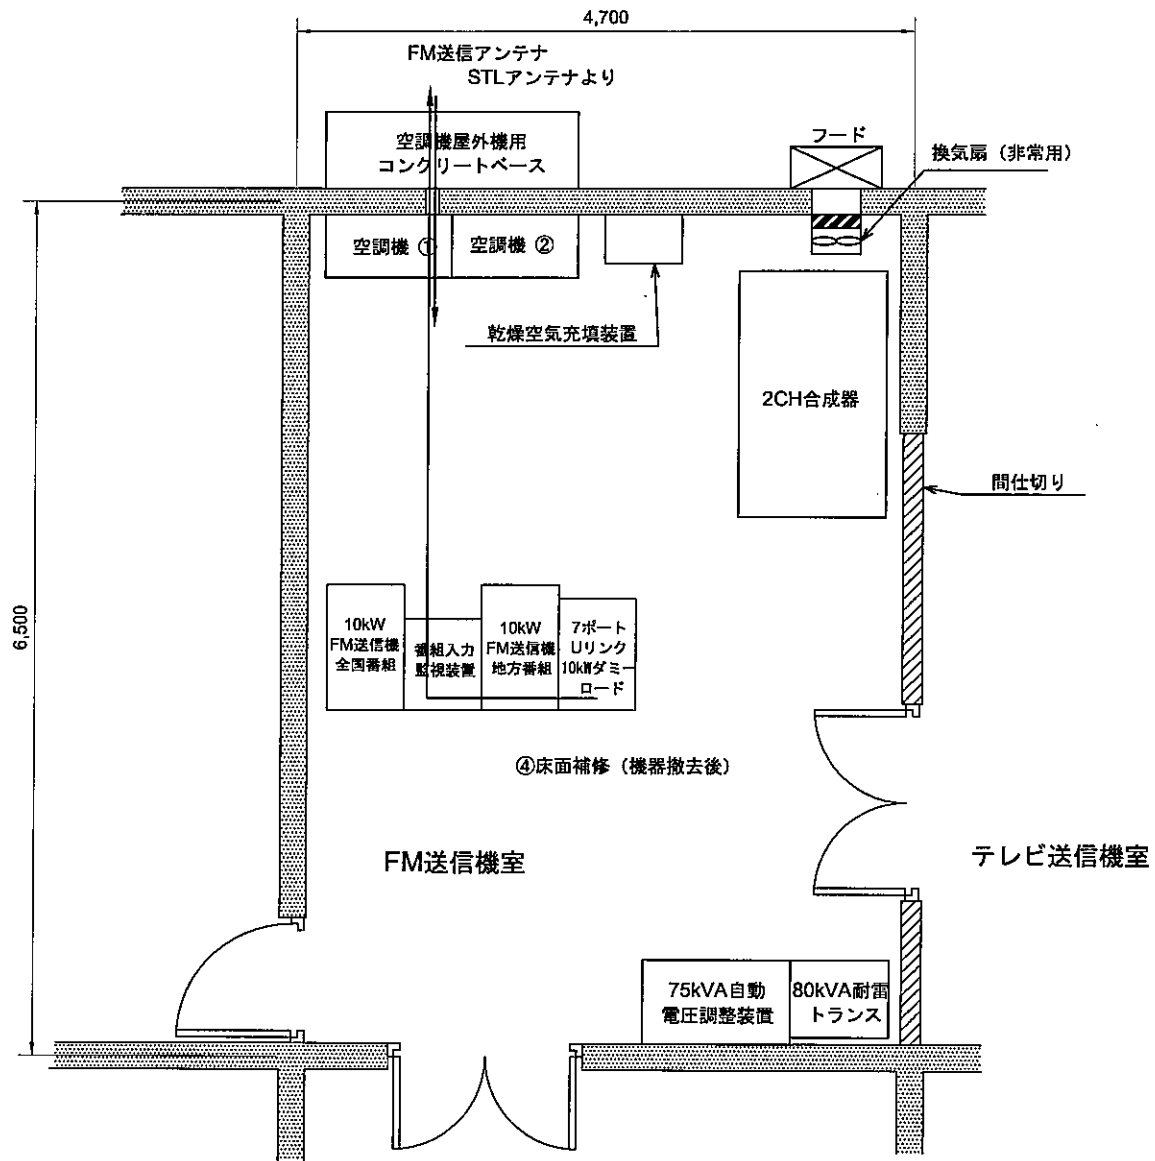 4,700
FM送信アンテナ
STLアンテナより
空調機屋外機用
コンクリートベース
フード
換気扇（非常用）
空調機 ①
空調機 ②
乾燥空気充填装置
2CH合成器
間仕切り
6,500
10kW
FM送信機
全国番組
番組入力
監視装置
10kW
FM送信機
地方番組
7ポート
Uリンク
10kWダミー
ロード
④床面補修（機器撤去後）
FM送信機室
テレビ送信機室
75kVA自動
電圧調整装置
80kVA耐雷
トランス